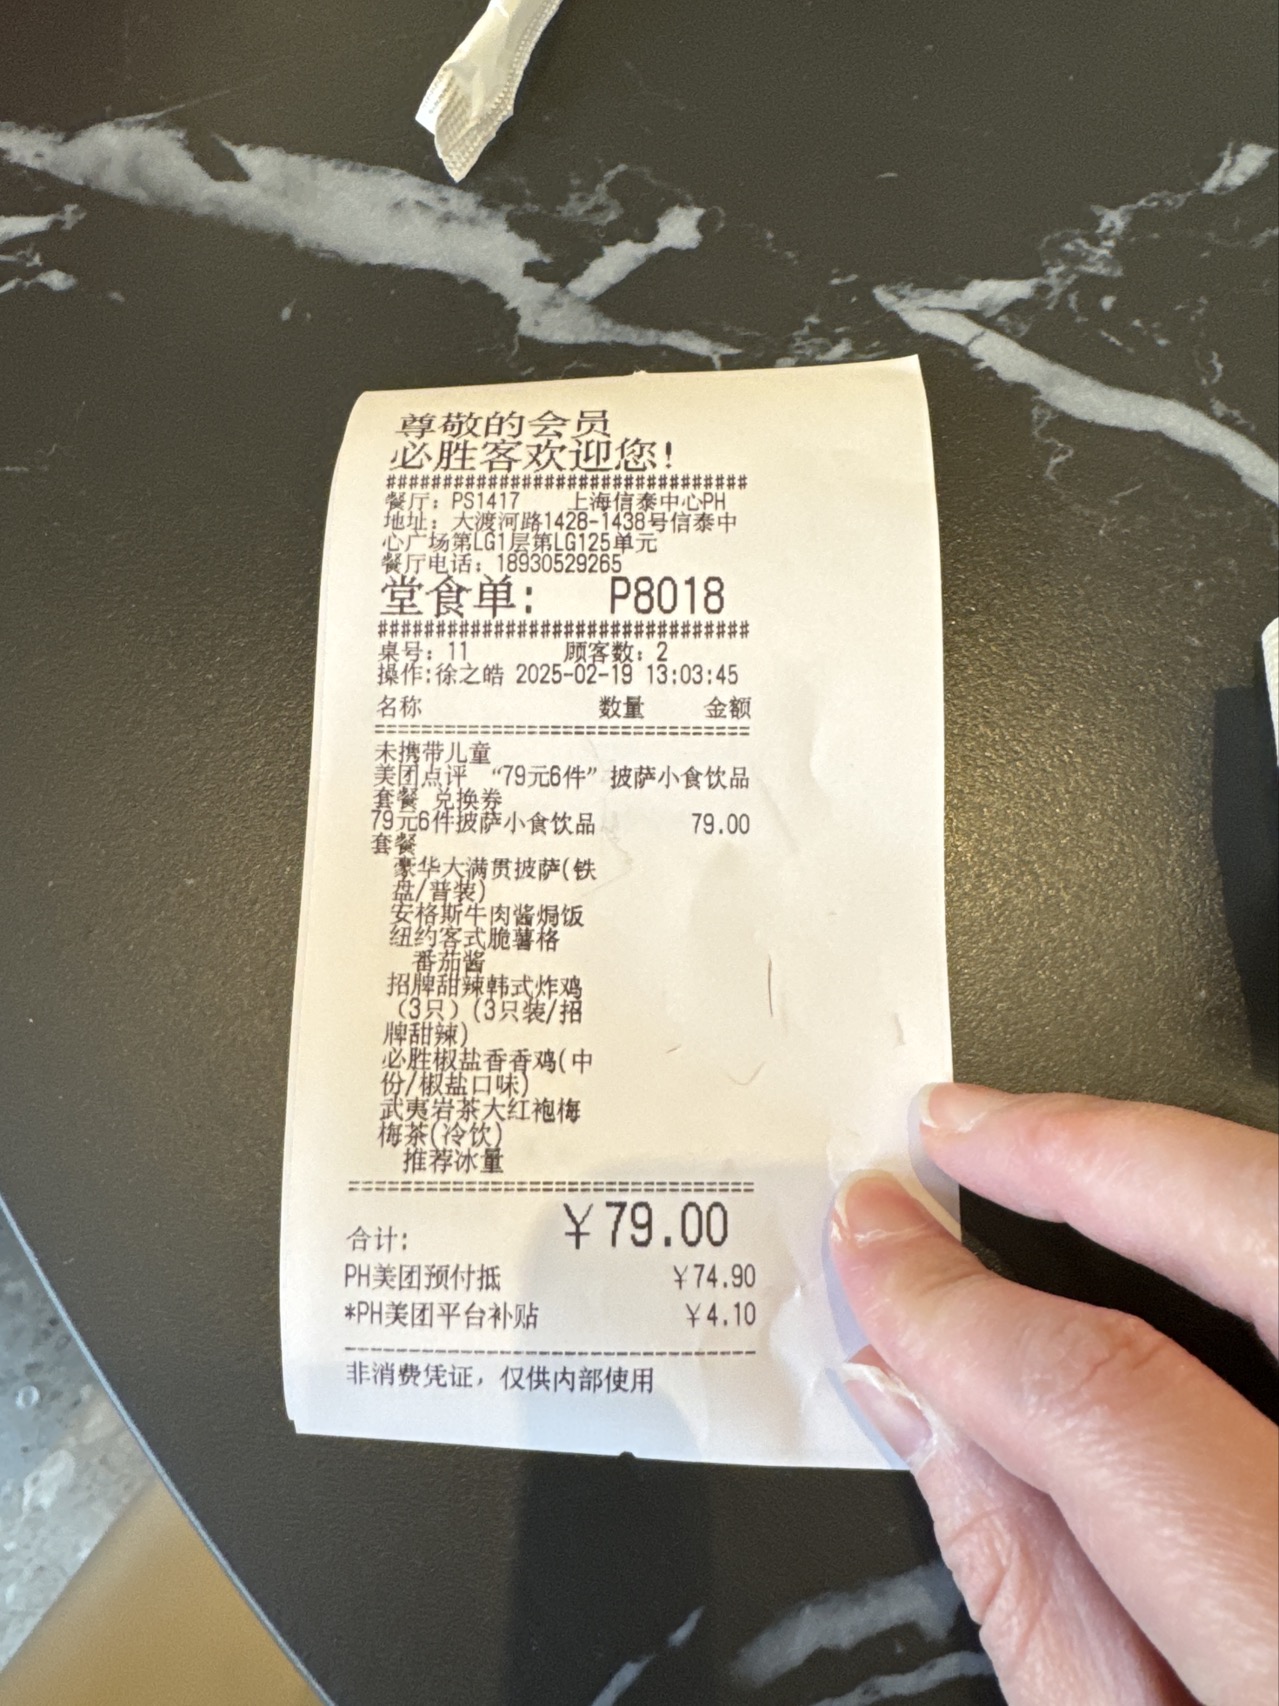 尊敬的会员
必胜客欢迎您!
################################
餐厅: PS1417 上海信泰中心PH
地址: 大渡河路1428-1438号信泰中
心广场第LG1层第LG125单元
餐厅电话: 18930529265
堂食单: P8018
################################
桌号: 11 顾客数: 2
操作:徐之皓 2025-02-19 13:03:45
名称 数量 金额
================================
未携带儿童
美团点评 “79元6件” 披萨小食饮品
套餐 兑换券
79元6件披萨小食饮品 79.00
套餐
豪华大满贯披萨(铁
盘/普装)
安格斯牛肉酱焗饭
纽约客式脆薯格
番茄酱
招牌甜辣韩式炸鸡
（3只）(3只装/招
牌甜辣)
必胜椒盐香香鸡(中
份/椒盐口味)
武夷岩茶大红袍梅
梅茶(冷饮)
推荐冰量
================================
合计: ￥79.00
PH美团预付抵 ￥74.90
*PH美团平台补贴 ￥4.10
--------------------------------
非消费凭证，仅供内部使用